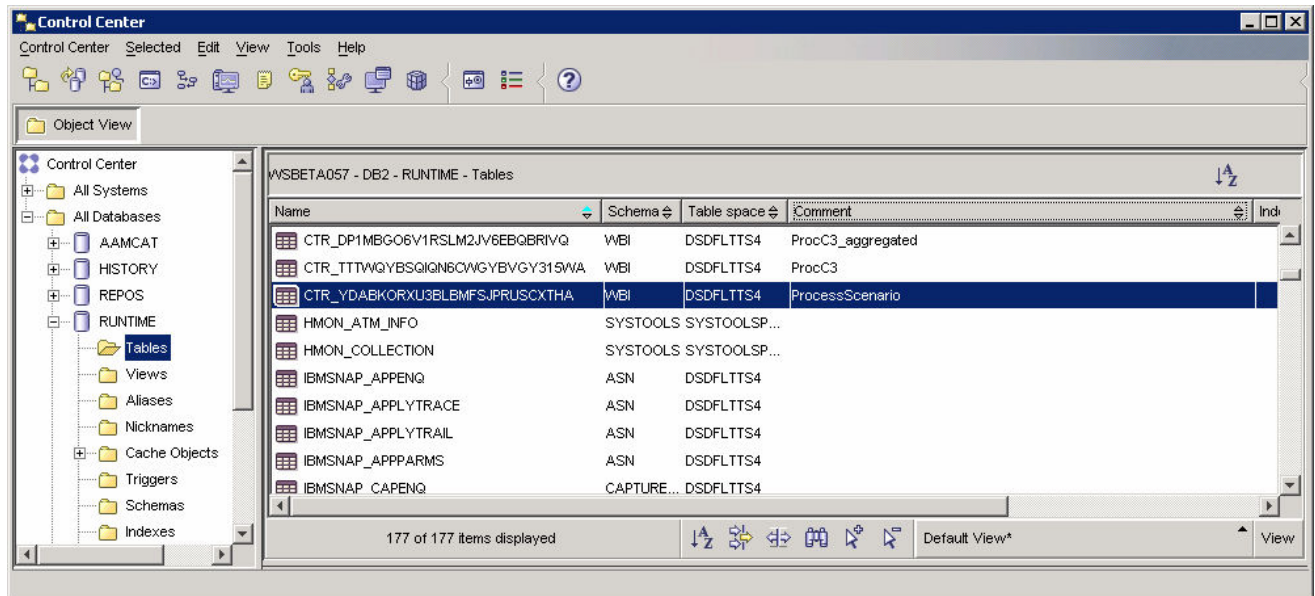 Control Center
Control Center Selected Edit View Tools Help
Object View
Control Center
All Systems
All Databases
AAMCAT
HISTORY
REPOS
RUNTIME
Tables
Views
Aliases
Nicknames
Cache Objects
Triggers
Schemas
Indexes
WSBETA057 - DB2 - RUNTIME - Tables
Name Schema Table space Comment Inde
CTR_DP1MBGO6V1RSLM2JV6EBQBRIVQ WBI DSDFLTTS4 ProcC3_aggregated
CTR_TTTWQYBSQIQN6CWGYBVGY315WA WBI DSDFLTTS4 ProcC3
CTR_YDABKORXU3BLBMFSJPRUSCXTHA WBI DSDFLTTS4 ProcessScenario
HMON_ATM_INFO SYSTOOLS SYSTOOLSP...
HMON_COLLECTION SYSTOOLS SYSTOOLSP...
IBMSNAP_APPENQ ASN DSDFLTTS4
IBMSNAP_APPLYTRACE ASN DSDFLTTS4
IBMSNAP_APPLYTRAIL ASN DSDFLTTS4
IBMSNAP_APPPARMS ASN DSDFLTTS4
IBMSNAP_CAPENQ CAPTURE... DSDFLTTS4
177 of 177 items displayed Default View* View